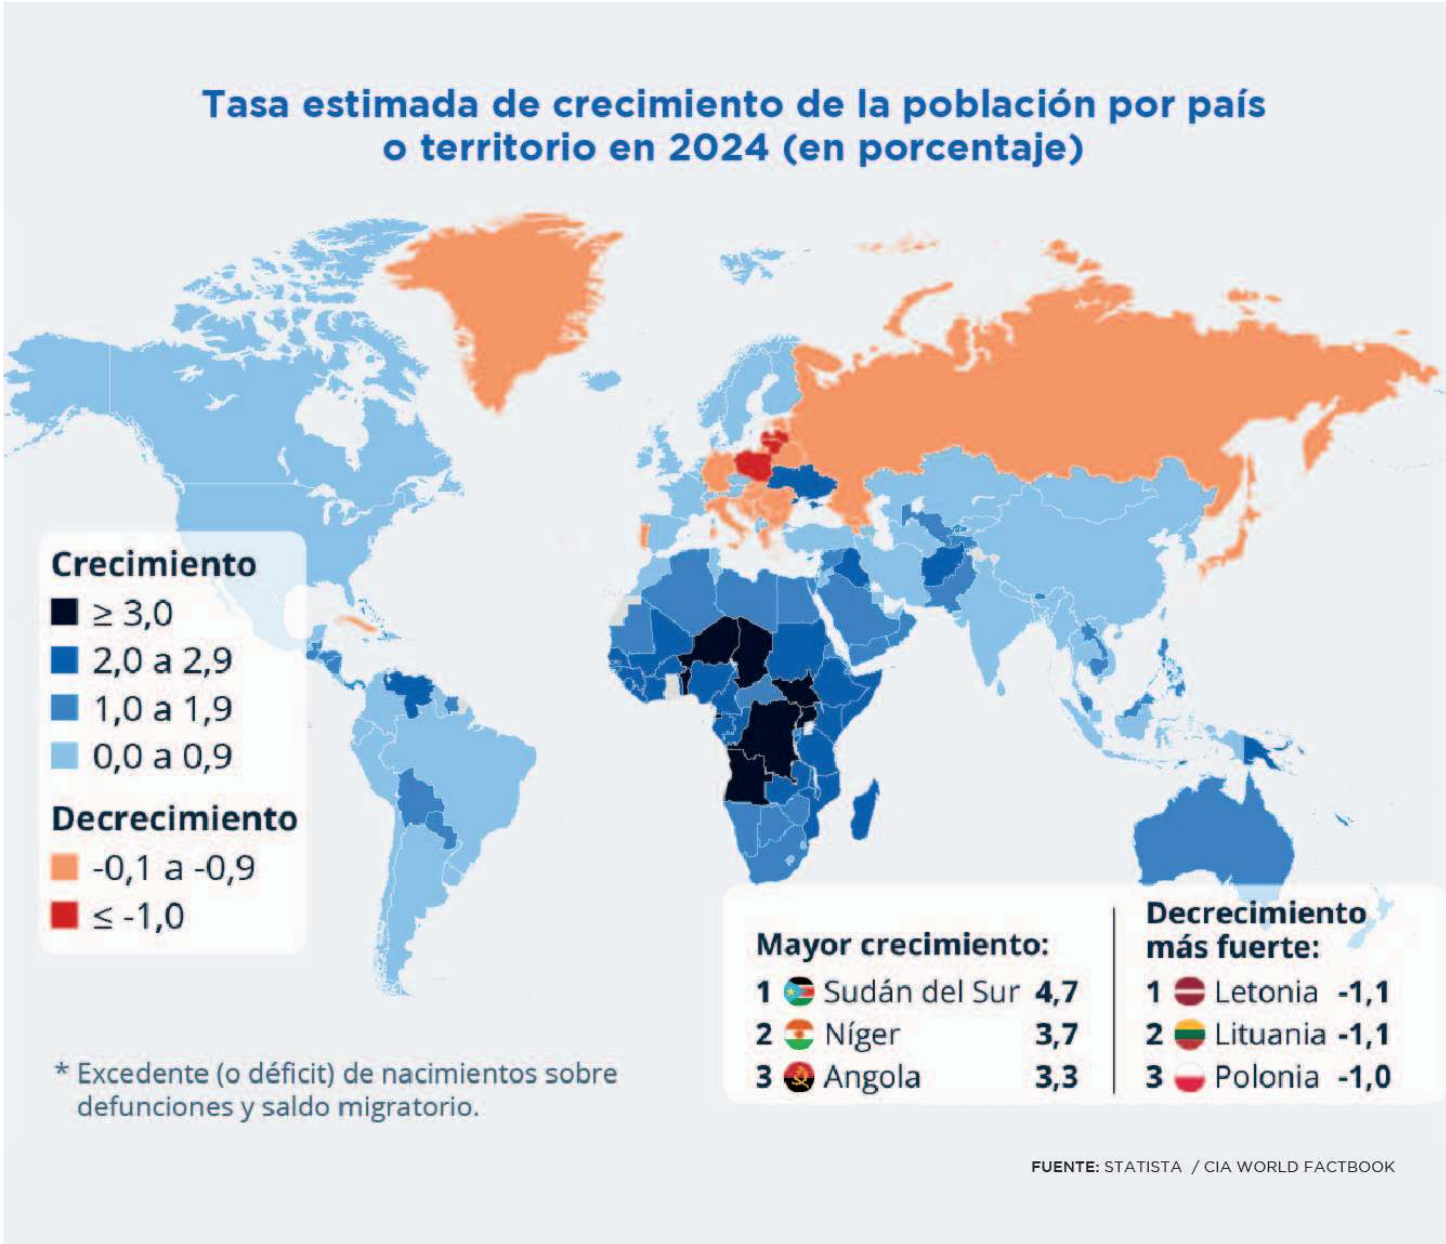 Tasa estimada de crecimiento de la población por país
o territorio en 2024 (en porcentaje)
Crecimiento
≥ 3,0
2,0 a 2,9
1,0 a 1,9
0,0 a 0,9
Decrecimiento
-0,1 a -0,9
≤ -1,0
Mayor crecimiento:
1 Sudán del Sur 4,7
2 Níger 3,7
3 Angola 3,3
Decrecimiento
más fuerte:
1 Letonia -1,1
2 Lituania -1,1
3 Polonia -1,0
* Excedente (o déficit) de nacimientos sobre
defunciones y saldo migratorio.
FUENTE: STATISTA / CIA WORLD FACTBOOK